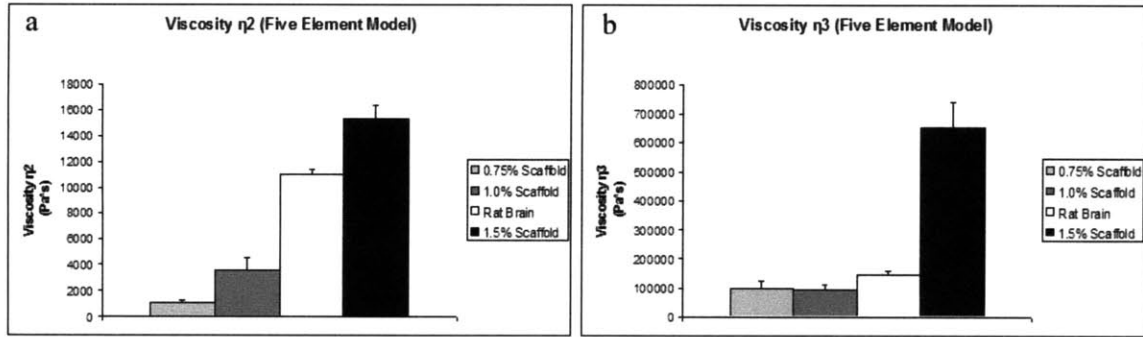 a
Viscosity η2 (Five Element Model)
18000
16000
14000
12000
10000
8000
6000
4000
2000
0
Viscosity η2
(Pa*s)
0.75% Scaffold
1.0% Scaffold
Rat Brain
1.5% Scaffold
b
Viscosity η3 (Five Element Model)
800000
700000
600000
500000
400000
300000
200000
100000
0
Viscosity η3
(Pa*s)
0.75% Scaffold
1.0% Scaffold
Rat Brain
1.5% Scaffold